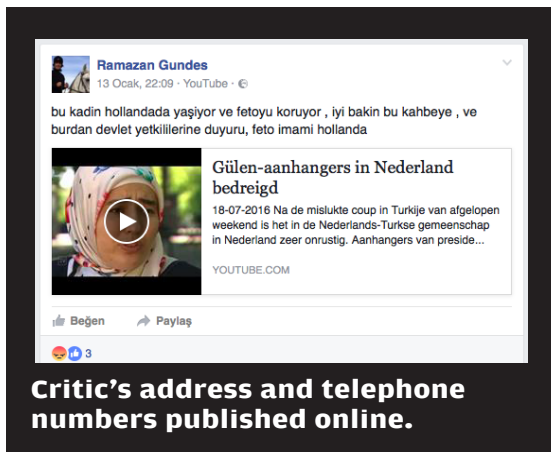 Ramazan Gundes
13 Ocak, 22:09 · YouTube ·
bu kadin hollandada yaşiyor ve fetoyu koruyor , iyi bakin bu kahbeye , ve
burdan devlet yetkililerine duyuru, feto imami hollanda
Gülen-aanhangers in Nederland
bedreigd
18-07-2016 Na de mislukte coup in Turkije van afgelopen
weekend is het in de Nederlands-Turkse gemeenschap
in Nederland zeer onrustig. Aanhangers van preside...
YOUTUBE.COM
Beğen Paylaş
3
Critic’s address and telephone
numbers published online.